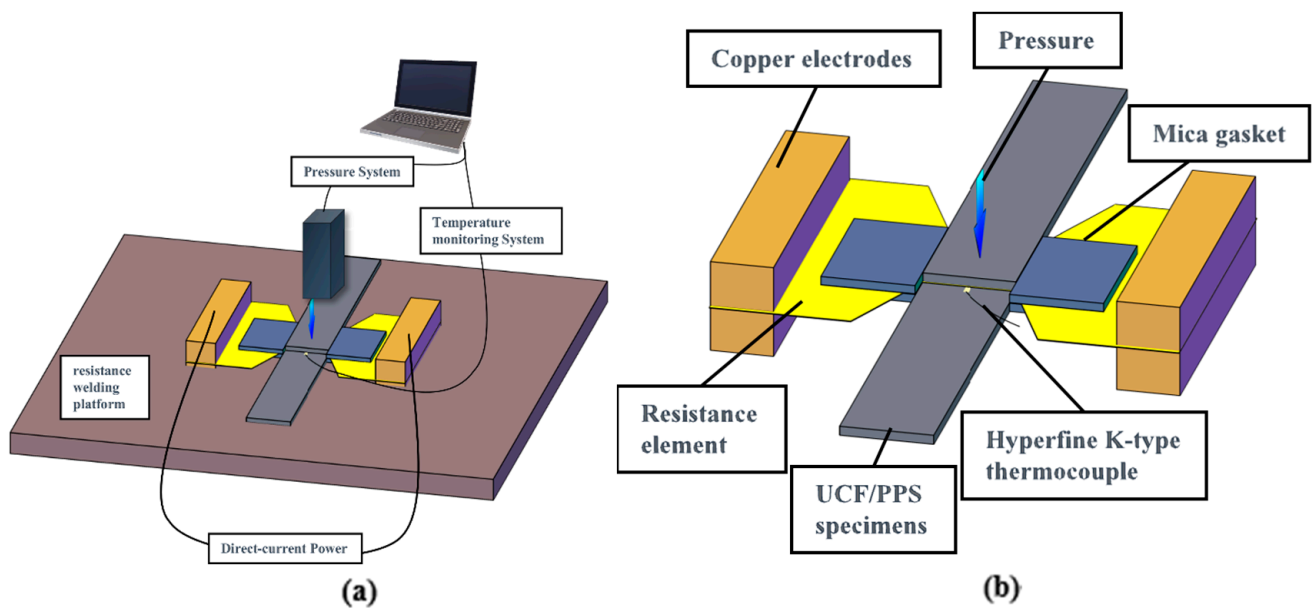 Pressure System
Temperature
monitoring System
resistance
welding
platform
Direct-current Power
(a)
Pressure
Copper electrodes
Mica gasket
Resistance
element
Hyperfine K-type
thermocouple
UCF/PPS
specimens
(b)